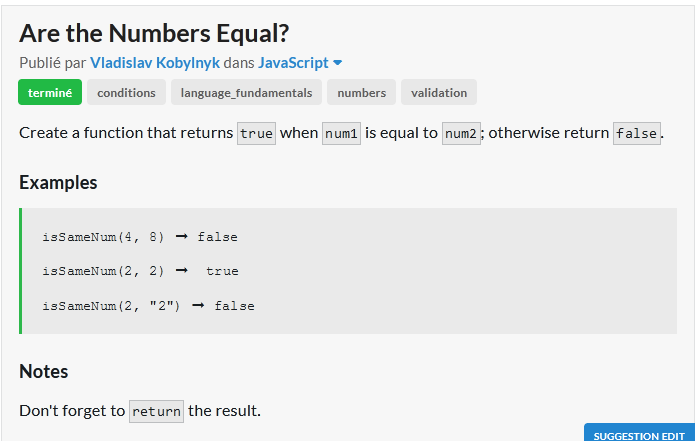 Are the Numbers Equal?
Publié par Vladislav Kobylnyk dans JavaScript
terminé conditions language_fundamentals numbers validation
Create a function that returns true when num1 is equal to num2; otherwise return false.
Examples
isSameNum(4, 8) ➞ false
isSameNum(2, 2) ➞ true
isSameNum(2, "2") ➞ false
Notes
Don't forget to return the result.
SUGGESTION EDIT